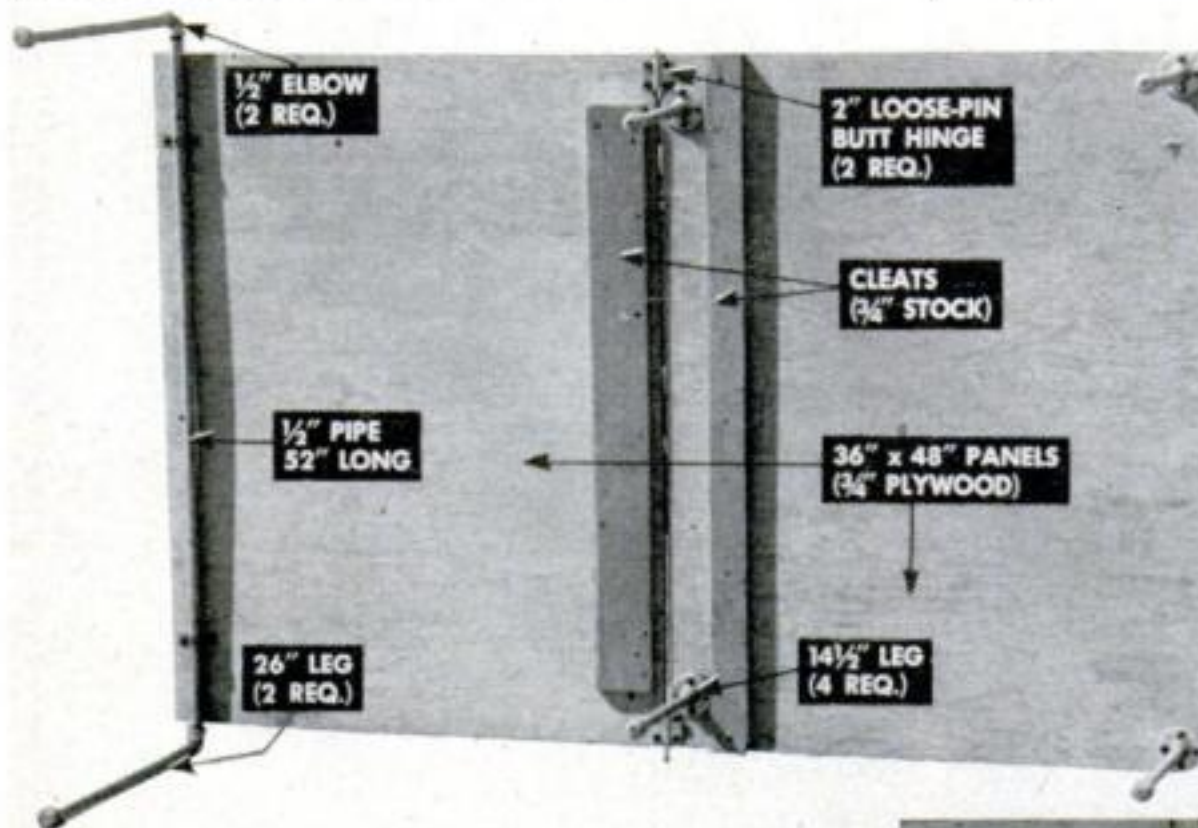 ½" ELBOW
(2 REQ.)
2" LOOSE-PIN
BUTT HINGE
(2 REQ.)
CLEATS
(¾" STOCK)
½" PIPE
52" LONG
36" x 48" PANELS
(¾" PLYWOOD)
26" LEG
(2 REQ.)
14½" LEG
(4 REQ.)